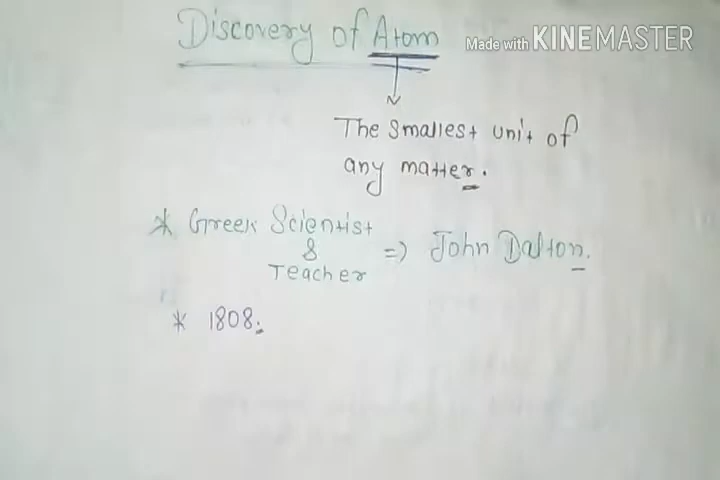 Discovery of Atom
Made with KINEMASTER
The smallest unit of
any matter.
* Greek Scientist
& => John Dalton.
Teacher
* 1808.